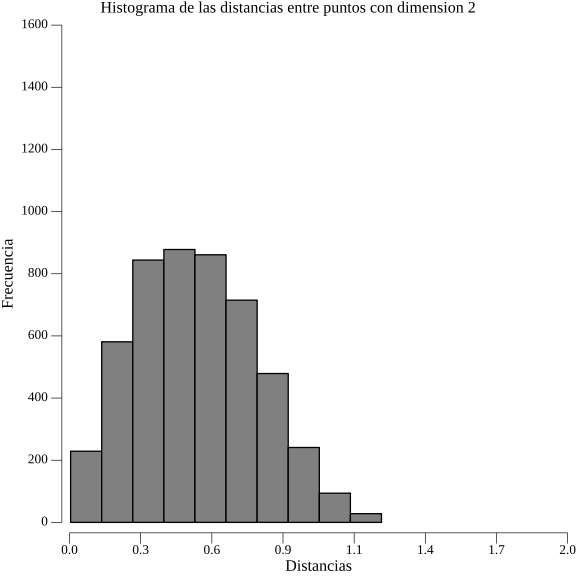 Histograma de las distancias entre puntos con dimension 2
1600
1400
1200
1000
800
600
400
200
0
Frecuencia
0.0 0.3 0.6 0.9 1.1 1.4 1.7 2.0
Distancias